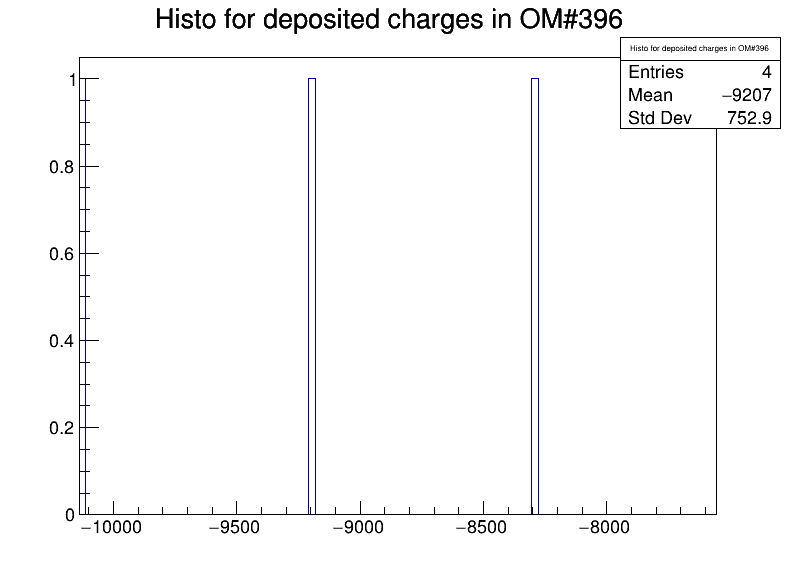 Histo for deposited charges in OM#396
Histo for deposited charges in OM#396
Entries 4
Mean −9207
Std Dev 752.9
1
0.8
0.6
0.4
0.2
0
−10000 −9500 −9000 −8500 −8000